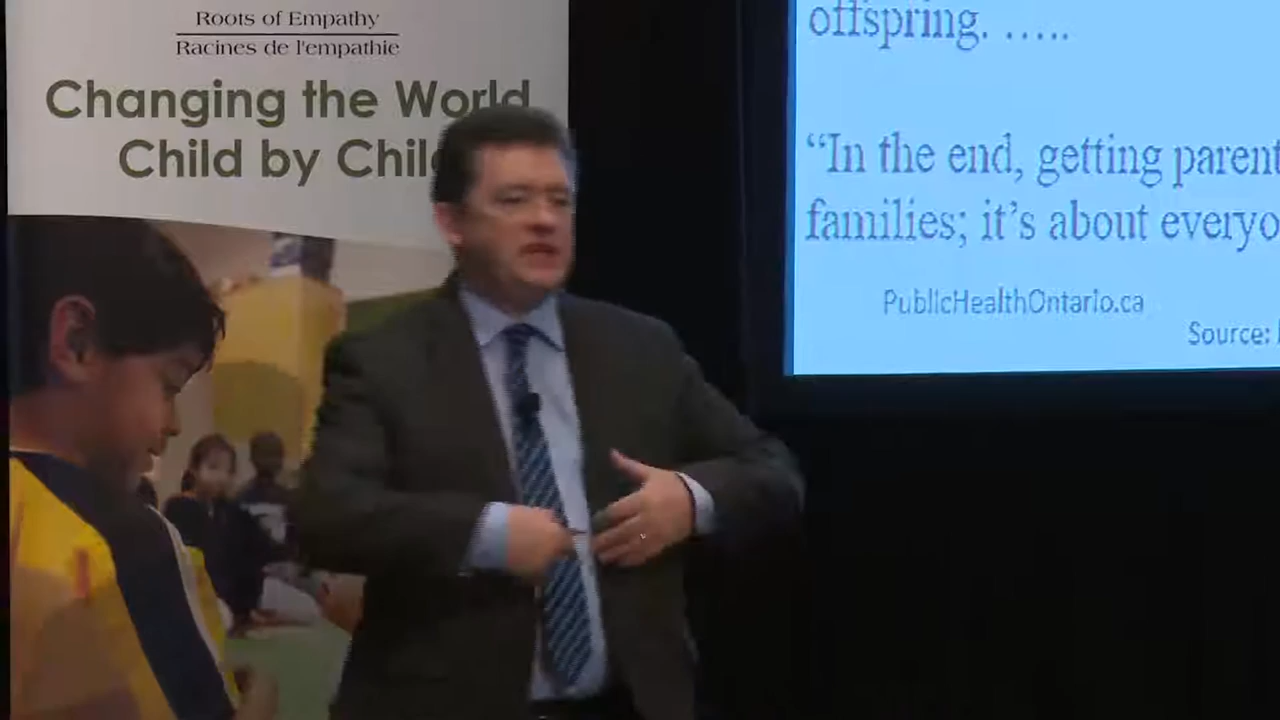 Roots of Empathy
Racines de l'empathie
Changing the World
Child by Chil
offspring. .....
“In the end, getting parent
families; it’s about everyo
PublicHealthOntario.ca
Source: